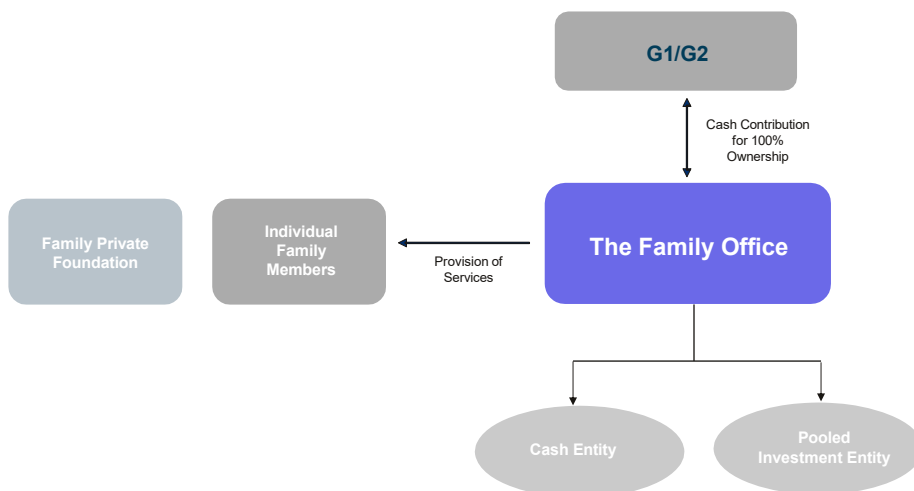 G1/G2
Cash Contribution
for 100%
Ownership
Family Private
Foundation
Individual
Family
Members
Provision of
Services
The Family Office
Cash Entity
Pooled
Investment Entity